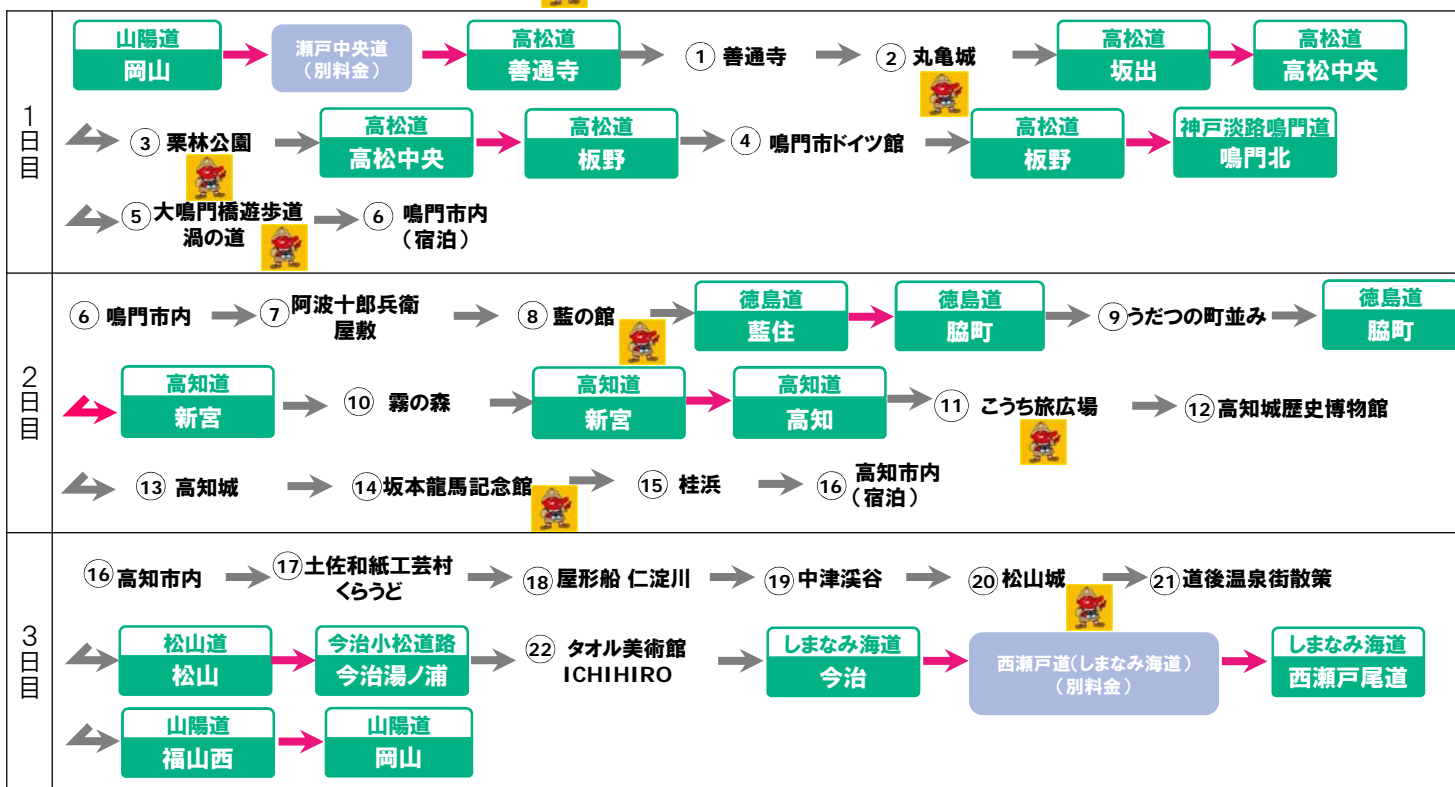 1日目
山陽道
岡山
瀬戸中央道
(別料金)
高松道
善通寺
① 善通寺
② 丸亀城
高松道
坂出
高松道
高松中央
③ 栗林公園
高松道
高松中央
高松道
板野
④ 鳴門市ドイツ館
高松道
板野
神戸淡路鳴門道
鳴門北
⑤ 大鳴門橋遊歩道
渦の道
⑥ 鳴門市内
(宿泊)
2日目
⑥ 鳴門市内
⑦ 阿波十郎兵衛
屋敷
⑧ 藍の館
徳島道
藍住
徳島道
脇町
⑨ うだつの町並み
徳島道
脇町
高知道
新宮
⑩ 霧の森
高知道
新宮
高知道
高知
⑪ こうち旅広場
⑫ 高知城歴史博物館
⑬ 高知城
⑭ 坂本龍馬記念館
⑮ 桂浜
⑯ 高知市内
(宿泊)
3日目
⑯ 高知市内
⑰ 土佐和紙工芸村
くらうど
⑱ 屋形船 仁淀川
⑲ 中津渓谷
⑳ 松山城
㉑ 道後温泉街散策
松山道
松山
今治小松道路
今治湯ノ浦
㉒ タオル美術館
ICHIHIRO
しまなみ海道
今治
西瀬戸道(しまなみ海道)
(別料金)
しまなみ海道
西瀬戸尾道
山陽道
福山西
山陽道
岡山